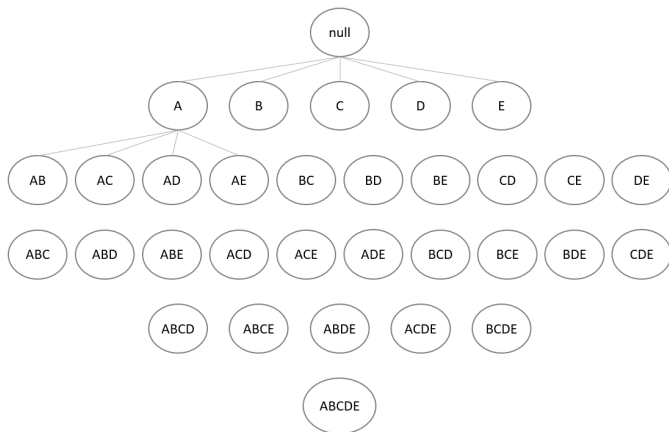 null
A B C D E
AB AC AD AE BC BD BE CD CE DE
ABC ABD ABE ACD ACE ADE BCD BCE BDE CDE
ABCD ABCE ABDE ACDE BCDE
ABCDE